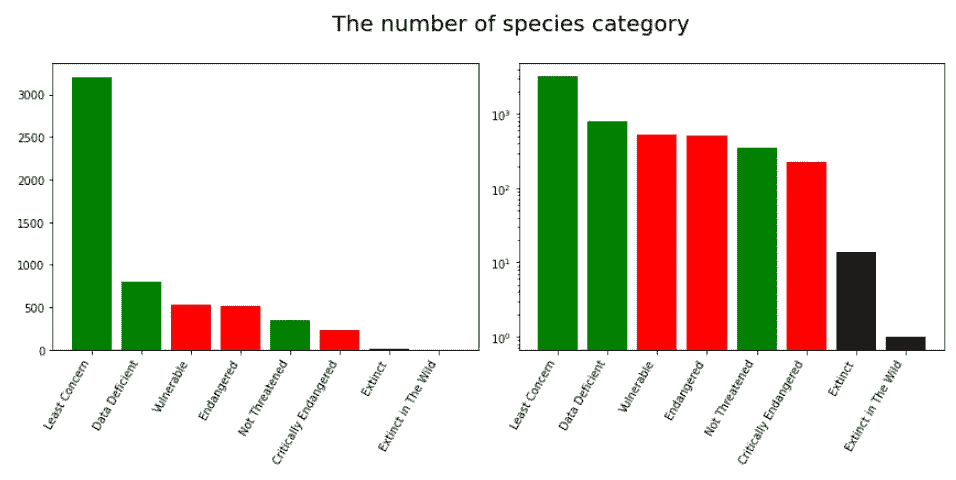 The number of species category
3000
2500
2000
1500
1000
500
0
Least Concern
Data Deficient
Vulnerable
Endangered
Not Threatened
Critically Endangered
Extinct
Extinct in The Wild
10³
10²
10¹
10⁰
Least Concern
Data Deficient
Vulnerable
Endangered
Not Threatened
Critically Endangered
Extinct
Extinct in The Wild